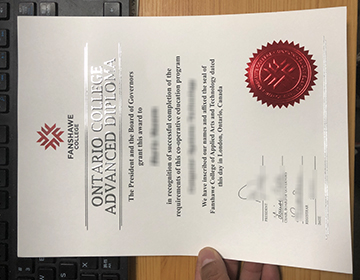 FANSHAWE
COLLEGE
ONTARIO COLLEGE
ADVANCED DIPLOMA
The President and the Board of Governors
grant this award to
in recognition of successful completion of the
requirements of this co-operative education program
We have inscribed our names and affixed the seal of
Fanshawe College of Applied Arts and Technology dated
this day in London, Ontario, Canada
PRESIDENT